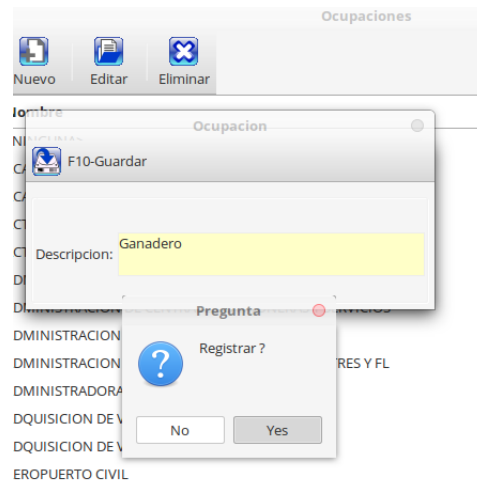 Ocupaciones
Nuevo Editar Eliminar
Nombre
Ocupacion
F10-Guardar
Descripcion: Ganadero
Pregunta
Registrar ?
No Yes
DMINISTRACION
DMINISTRACION TRES Y FL
DMINISTRADORA
DQUISICION DE V
DQUISICION DE V
EROPUERTO CIVIL